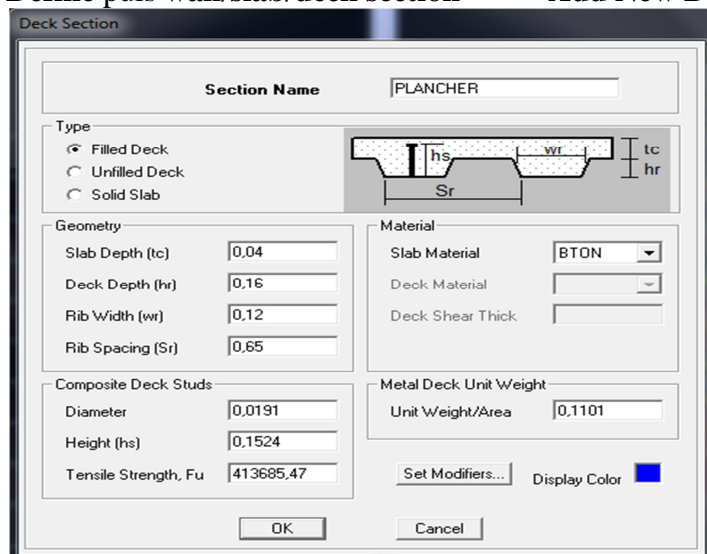 Deck Section
Section Name PLANCHER
Type
Filled Deck
Unfilled Deck
Solid Slab
hs wr tc
hr
Sr
Geometry
Slab Depth (tc) 0,04
Deck Depth (hr) 0,16
Rib Width (wr) 0,12
Rib Spacing (Sr) 0,65
Material
Slab Material BTON
Deck Material
Deck Shear Thick
Composite Deck Studs
Diameter 0,0191
Height (hs) 0,1524
Tensile Strength, Fu 413685,47
Metal Deck Unit Weight
Unit Weight/Area 0,1101
Set Modifiers... Display Color
OK Cancel